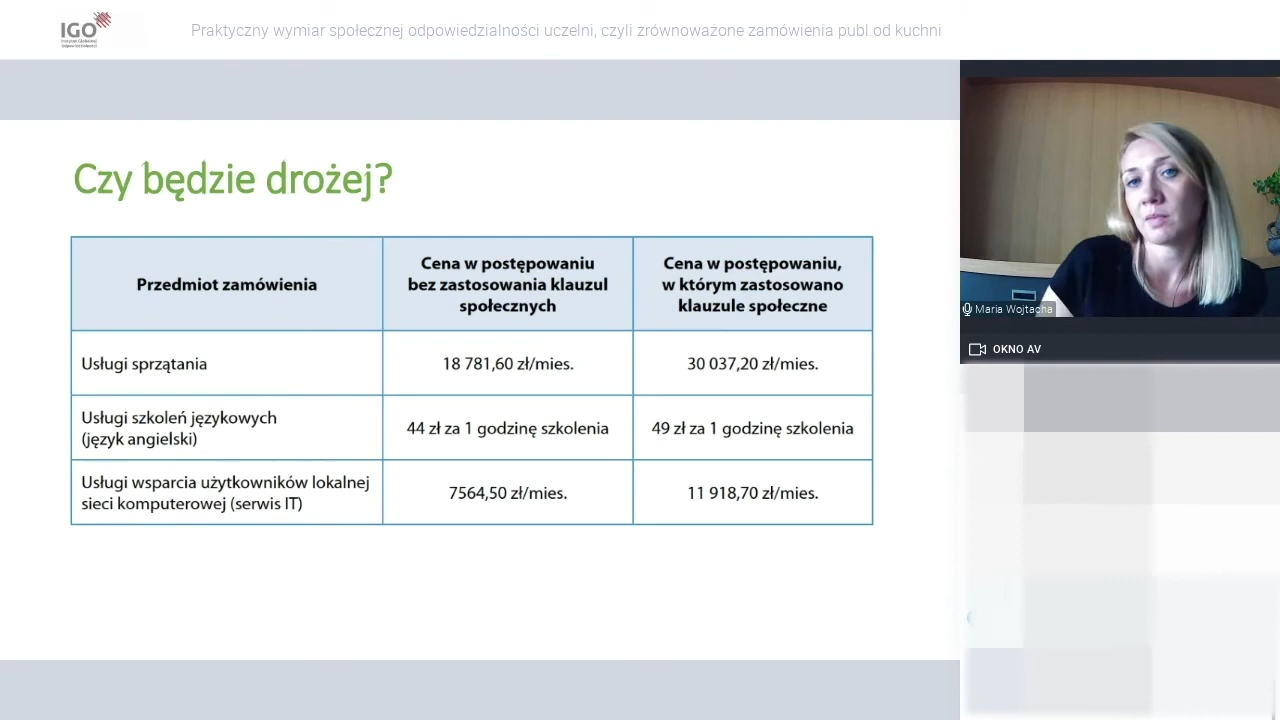 IGO
Praktyczny wymiar społecznej odpowiedzialności uczelni, czyli zrównoważone zamówienia publ.od kuchni
Czy będzie drożej?
Przedmiot zamówienia
Cena w postępowaniu
bez zastosowania klauzul
społecznych
Cena w postępowaniu,
w którym zastosowano
klauzule społeczne
Usługi sprzątania
18 781,60 zł/mies.
30 037,20 zł/mies.
Usługi szkoleń językowych
(język angielski)
44 zł za 1 godzinę szkolenia
49 zł za 1 godzinę szkolenia
Usługi wsparcia użytkowników lokalnej
sieci komputerowej (serwis IT)
7564,50 zł/mies.
11 918,70 zł/mies.
Maria Wojtacha
OKNO AV